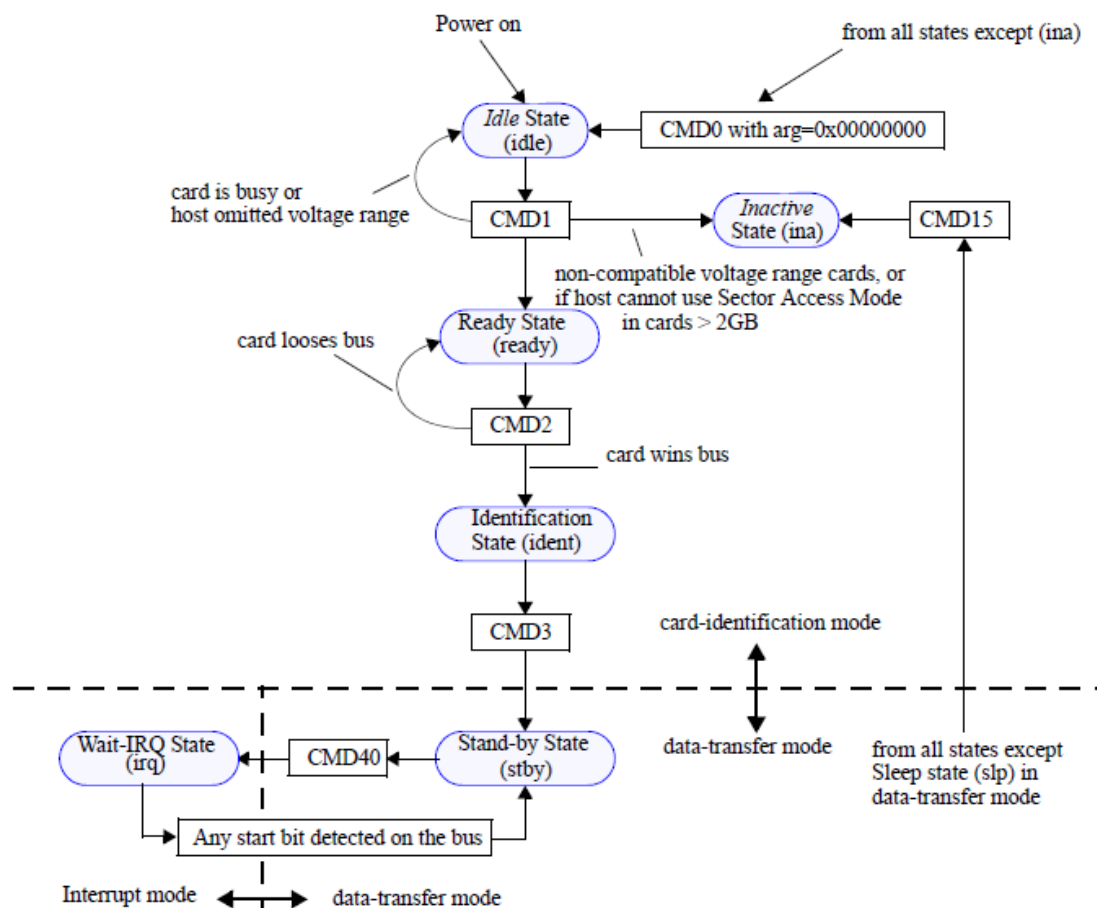 Power on
from all states except (ina)
Idle State
(idle)
CMD0 with arg=0x00000000
card is busy or
host omitted voltage range
CMD1
Inactive
State (ina)
CMD15
non-compatible voltage range cards, or
if host cannot use Sector Access Mode
in cards > 2GB
Ready State
(ready)
card looses bus
CMD2
card wins bus
Identification
State (ident)
CMD3
card-identification mode
data-transfer mode
Wait-IRQ State
(irq)
CMD40
Stand-by State
(stby)
from all states except
Sleep state (slp) in
data-transfer mode
Any start bit detected on the bus
Interrupt mode
data-transfer mode